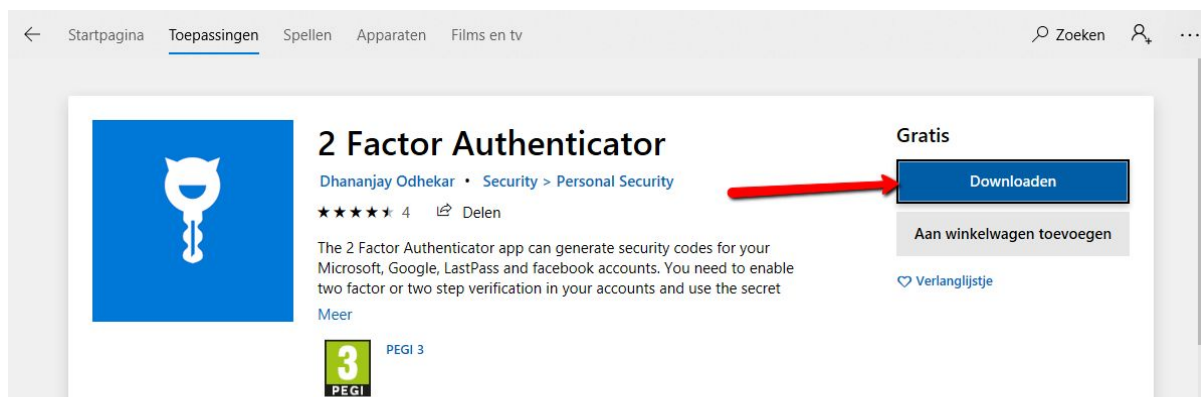 Startpagina Toepassingen Spellen Apparaten Films en tv Zoeken
2 Factor Authenticator
Dhananjay Odhekar • Security > Personal Security
4 Delen
The 2 Factor Authenticator app can generate security codes for your
Microsoft, Google, LastPass and facebook accounts. You need to enable
two factor or two step verification in your accounts and use the secret
Meer
3
PEGI
PEGI 3
Gratis
Downloaden
Aan winkelwagen toevoegen
Verlanglijstje